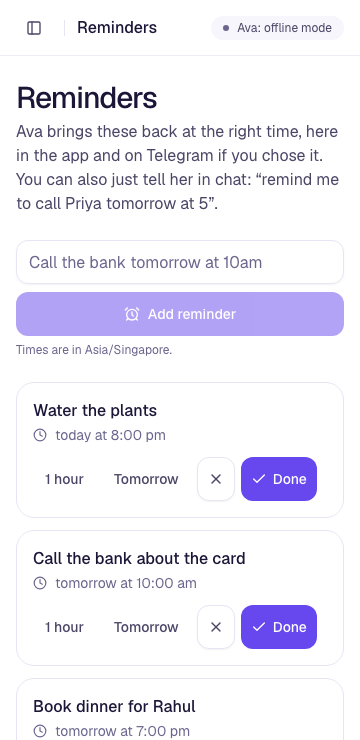 Reminders
Ava: offline mode
Reminders
Ava brings these back at the right time, here
in the app and on Telegram if you chose it.
You can also just tell her in chat: “remind me
to call Priya tomorrow at 5”.
Call the bank tomorrow at 10am
Add reminder
Times are in Asia/Singapore.
Water the plants
today at 8:00 pm
1 hour
Tomorrow
Done
Call the bank about the card
tomorrow at 10:00 am
1 hour
Tomorrow
Done
Book dinner for Rahul
tomorrow at 7:00 pm